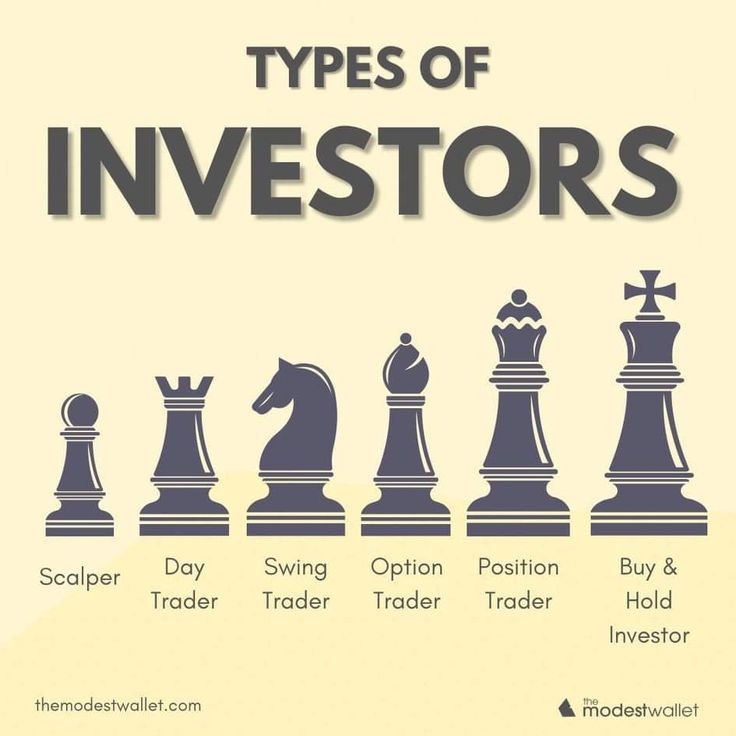 TYPES OF
INVESTORS
Scalper
Day
Trader
Swing
Trader
Option
Trader
Position
Trader
Buy &
Hold
Investor
themodestwallet.com
the
modestwallet